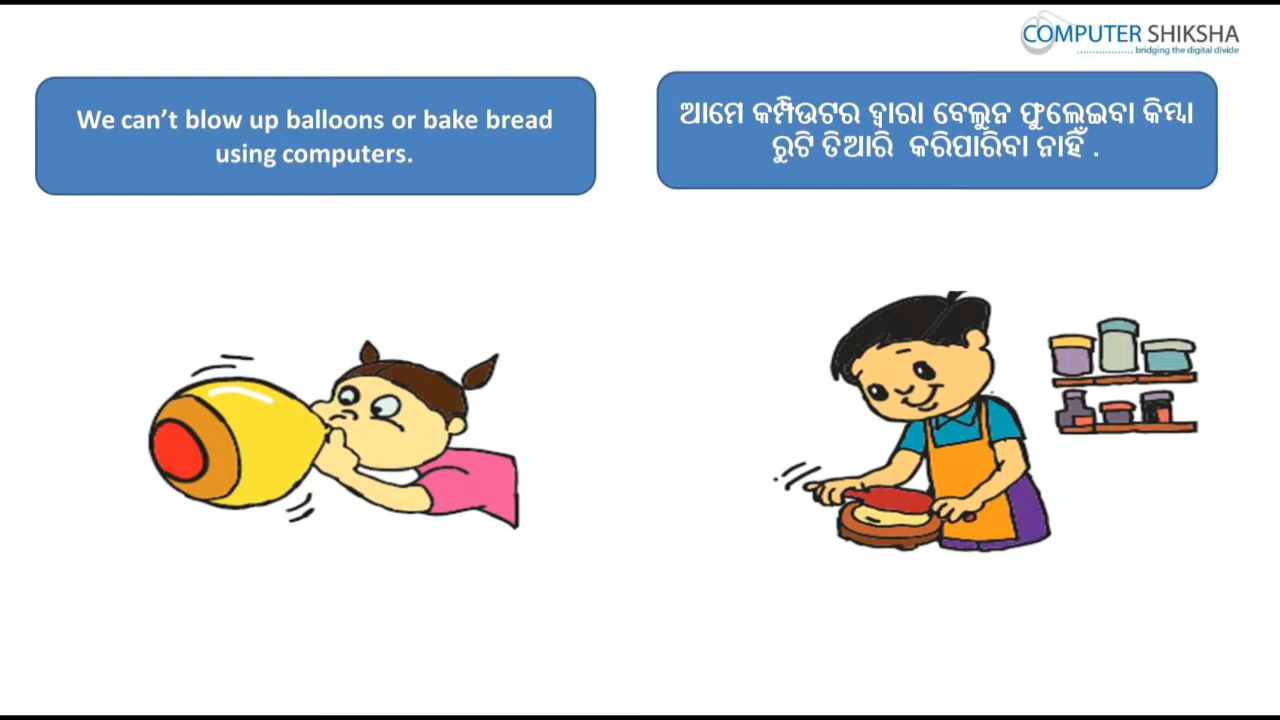 COMPUTER SHIKSHA
bridging the digital divide
We can’t blow up balloons or bake bread
using computers.
ଆମେ କମ୍ପିଉଟର ଦ୍ୱାରା ବେଲୁନ ଫୁଲେଇବା କିମ୍ବା
ରୁଟି ତିଆରି କରିପାରିବା ନାହିଁ .